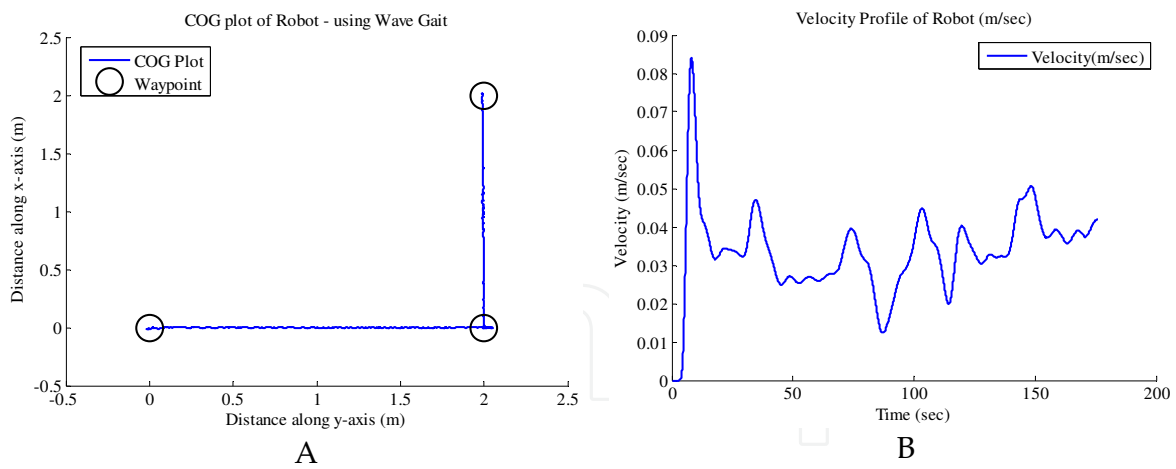 COG plot of Robot - using Wave Gait
2.5
2
1.5
1
0.5
0
-0.5
-0.5
0
0.5
1
1.5
2
2.5
Distance along x-axis (m)
Distance along y-axis (m)
COG Plot
Waypoint
A
Velocity Profile of Robot (m/sec)
0.09
0.08
0.07
0.06
0.05
0.04
0.03
0.02
0.01
0
0
50
100
150
200
Velocity (m/sec)
Time (sec)
Velocity(m/sec)
B